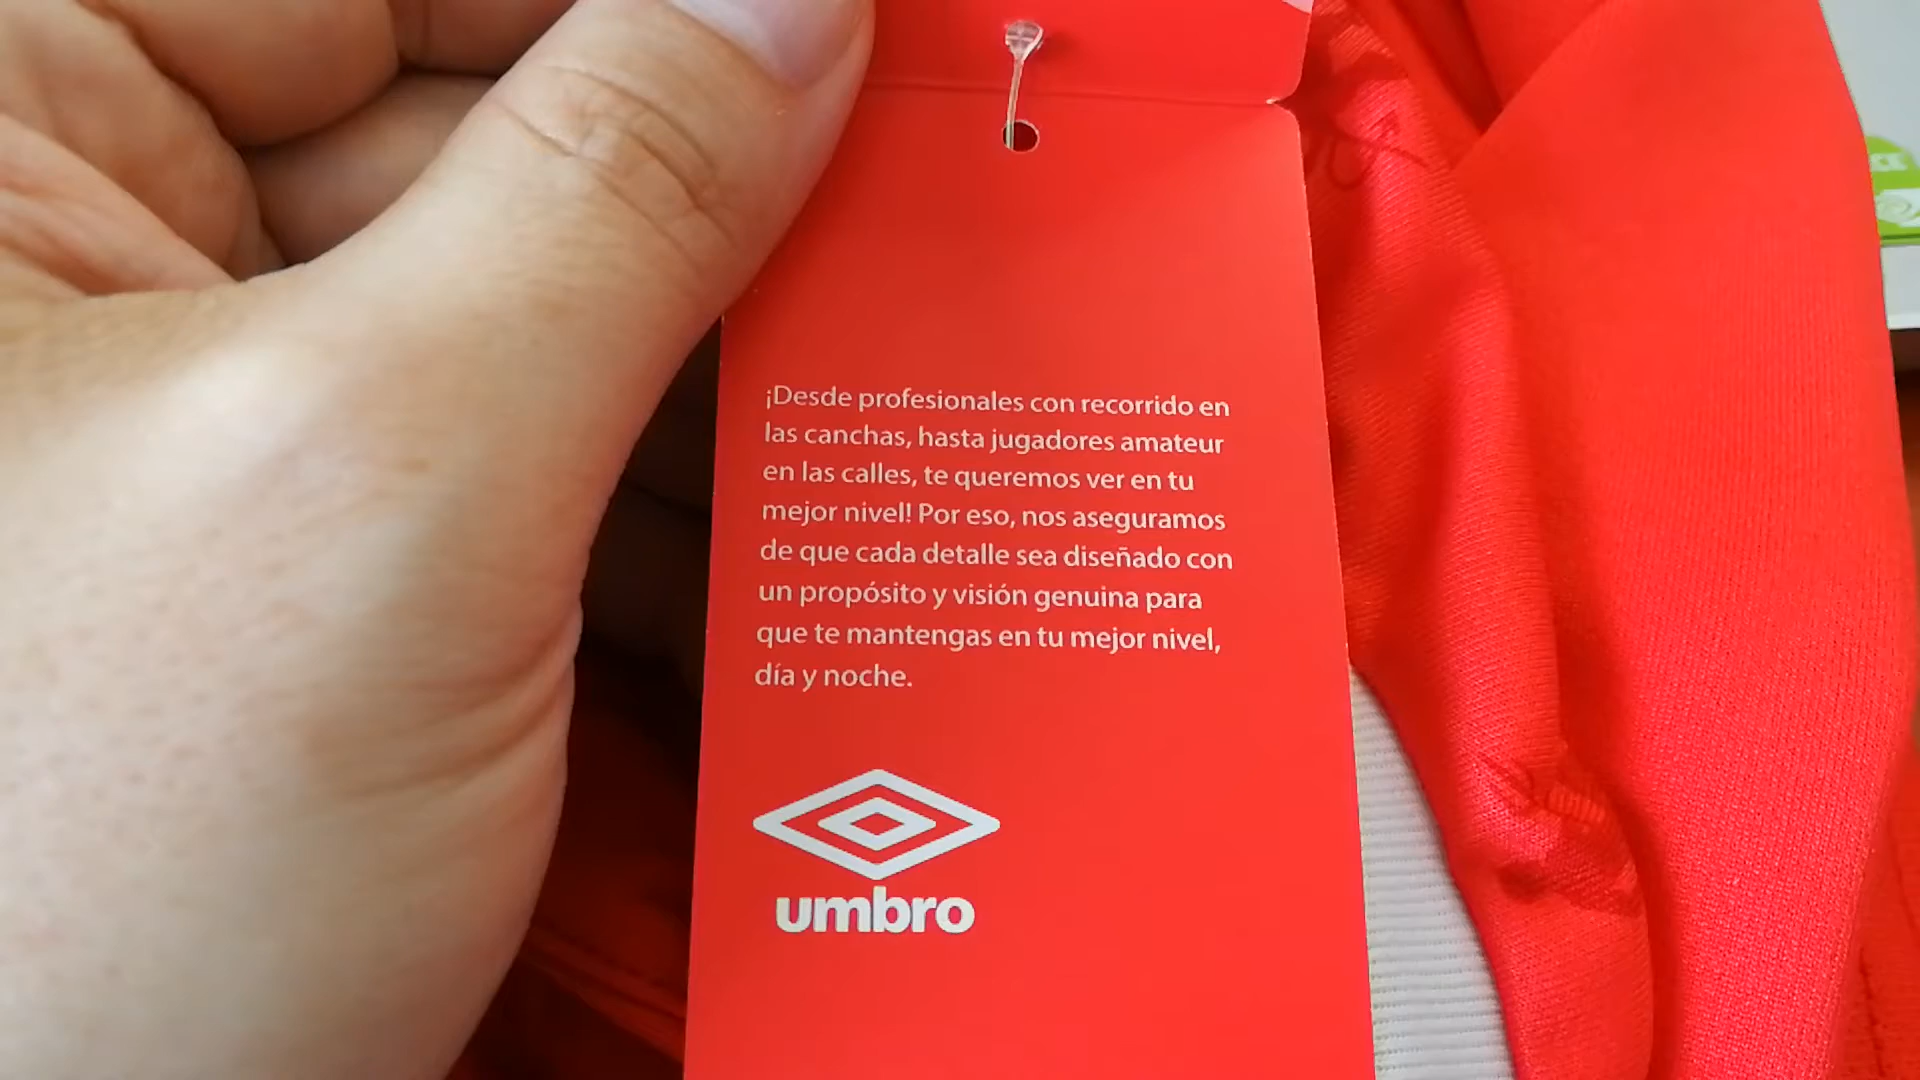 ¡Desde profesionales con recorrido en
las canchas, hasta jugadores amateur
en las calles, te queremos ver en tu
mejor nivel! Por eso, nos aseguramos
de que cada detalle sea diseñado con
un propósito y visión genuina para
que te mantengas en tu mejor nivel,
día y noche.
umbro